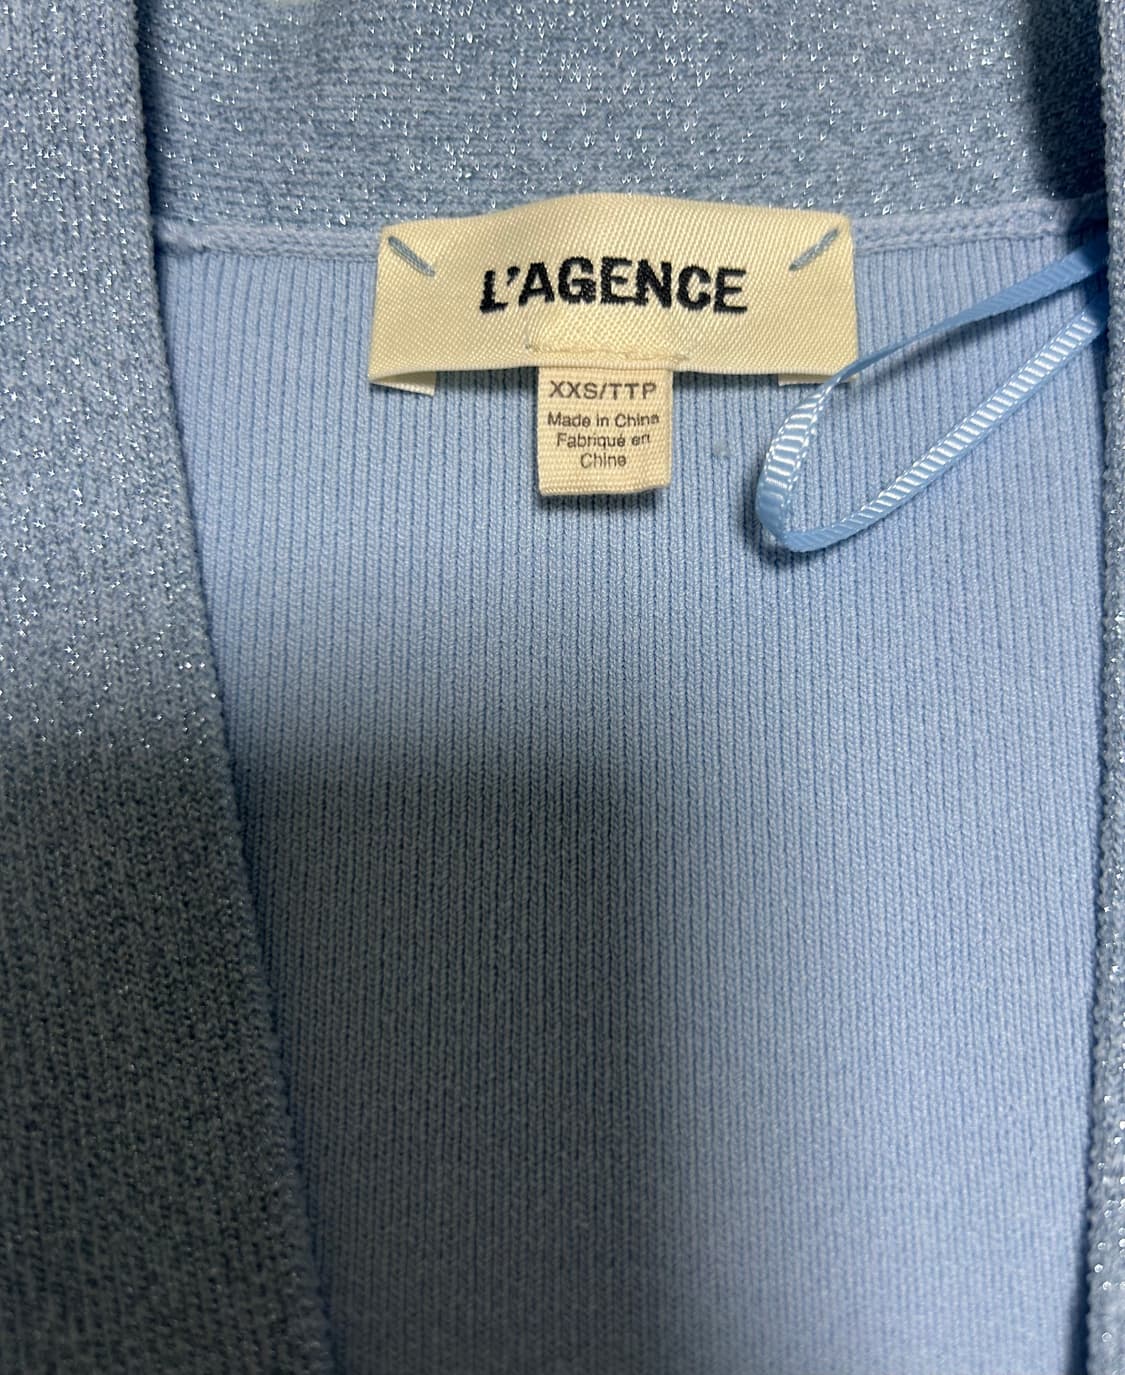 L'AGENCE
XXS/TTP
Made in China
Fabriqué en
Chine